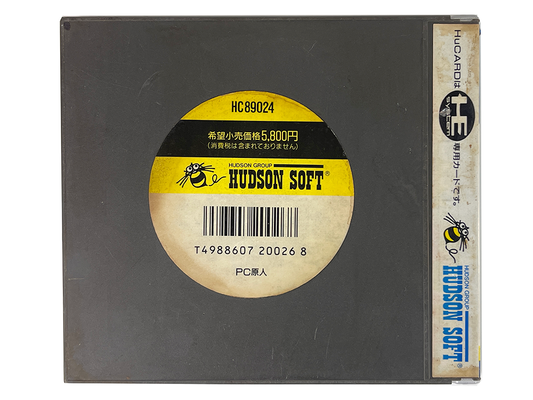 HC89024
希望小売価格5,800円
(消費税は含まれておりません)
HUDSON GROUP
HUDSON SOFT®
T4988607 20026 8
PC原人
HuCARDは
HE
SYSTEM
専用カードです。
HUDSON GROUP
HUDSON SOFT